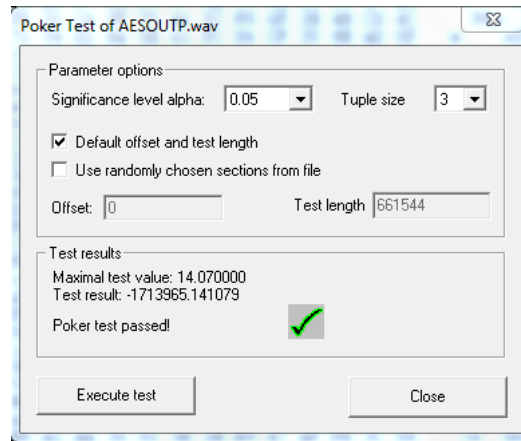 Poker Test of AESOUTP.wav
Parameter options
Significance level alpha: 0.05 Tuple size 3
Default offset and test length
Use randomly chosen sections from file
Offset: 0 Test length 661544
Test results
Maximal test value: 14.070000
Test result: -1713965.141079
Poker test passed!
Execute test Close